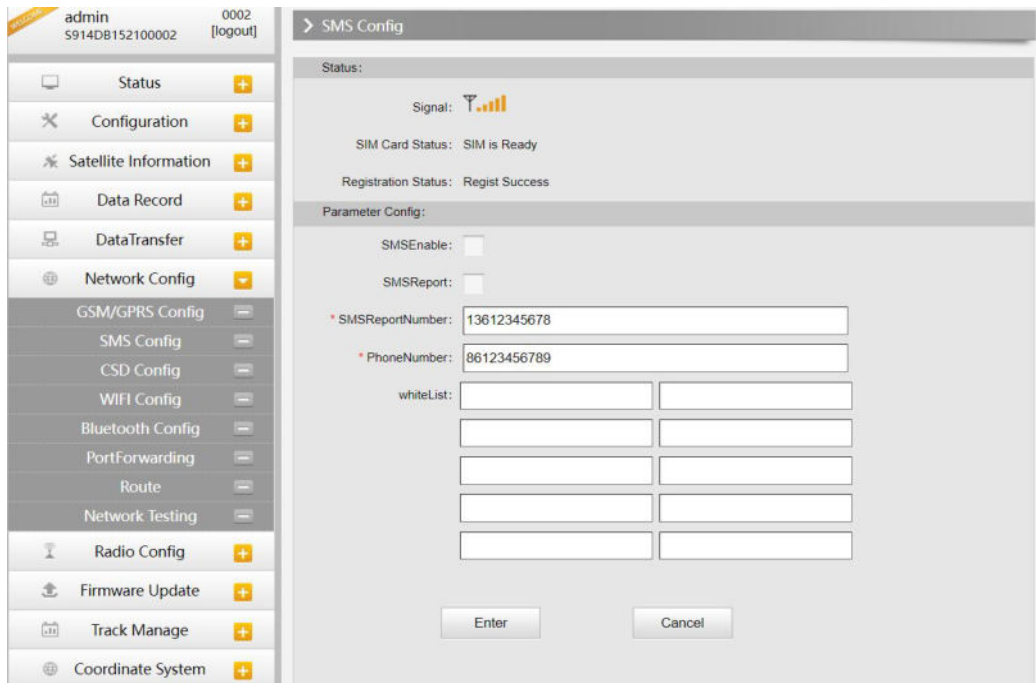 WELCOME
admin
0002
S914DB152100002
[logout]
Status
Configuration
Satellite Information
Data Record
DataTransfer
Network Config
GSM/GPRS Config
SMS Config
CSD Config
WIFI Config
Bluetooth Config
PortForwarding
Route
Network Testing
Radio Config
Firmware Update
Track Manage
Coordinate System
SMS Config
Status:
Signal:
SIM Card Status: SIM is Ready
Registration Status: Regist Success
Parameter Config:
SMSEnable:
SMSReport:
* SMSReportNumber: 13612345678
* PhoneNumber: 86123456789
whiteList:
Enter
Cancel